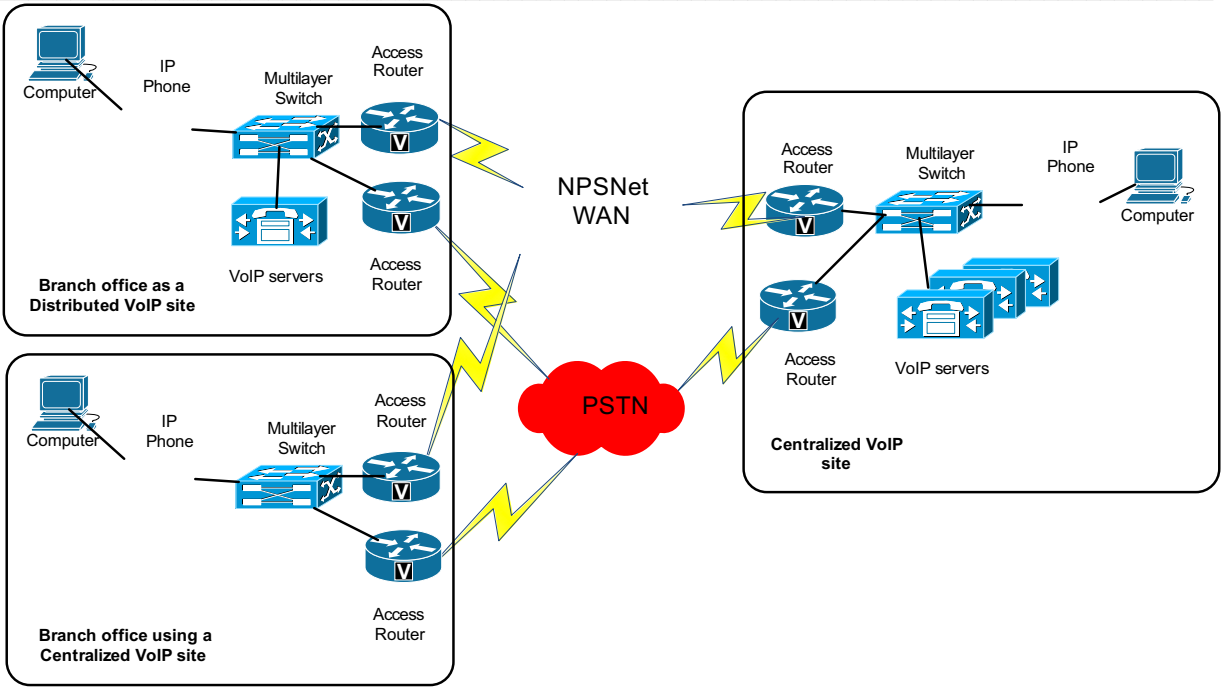 Computer
IP
Phone
Multilayer
Switch
Access
Router
V
V
Access
Router
VoIP servers
Branch office as a
Distributed VoIP site
NPSNet
WAN
PSTN
Computer
IP
Phone
Multilayer
Switch
Access
Router
V
V
Access
Router
Branch office using a
Centralized VoIP site
Access
Router
Multilayer
Switch
IP
Phone
Computer
V
V
Access
Router
VoIP servers
Centralized VoIP
site